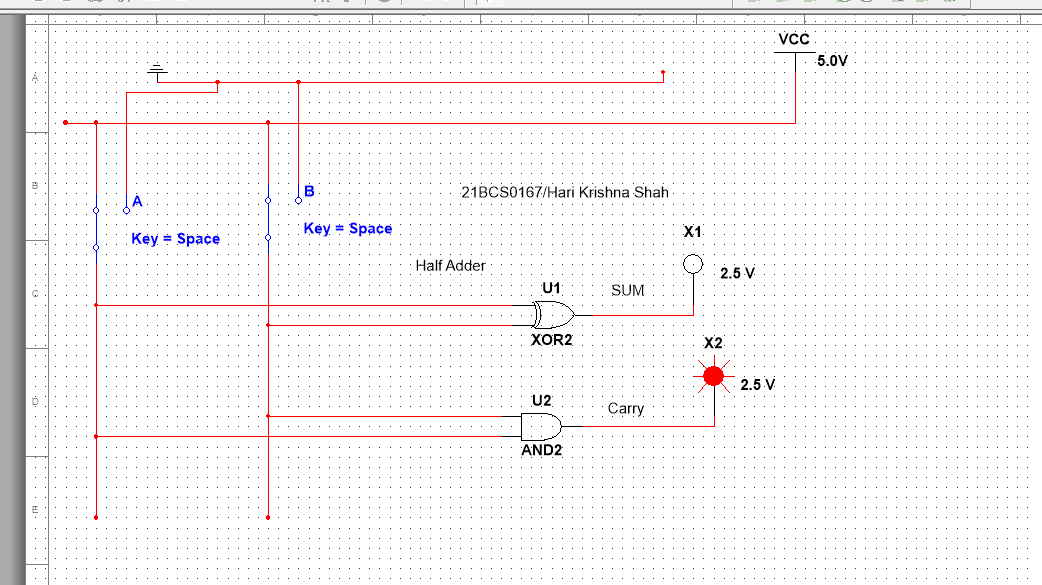 VCC
5.0V
A
A
B
B
21BCS0167/Hari Krishna Shah
Key = Space
Key = Space
X1
Half Adder
2.5 V
U1
SUM
C
XOR2
X2
2.5 V
U2
Carry
D
AND2
E